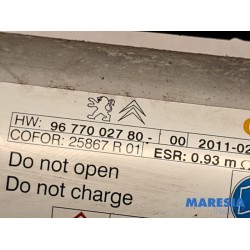 HW: 96 770 027 80 - 00 2011-02
COFOR: 25867 R 01 ESR: 0.93 m
Do not open
Do not charge
MARESIA